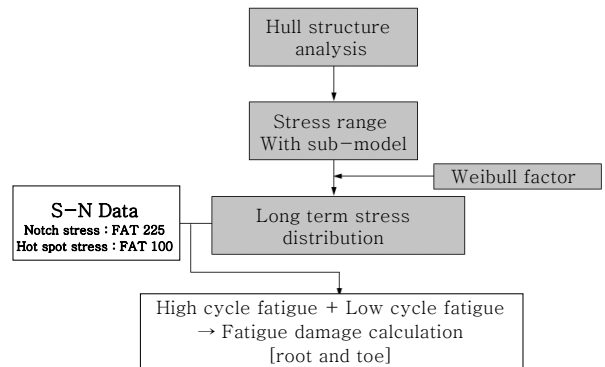 Hull structure
analysis
Stress range
With sub-model
Weibull factor
S-N Data
Notch stress : FAT 225
Hot spot stress : FAT 100
Long term stress
distribution
High cycle fatigue + Low cycle fatigue
→ Fatigue damage calculation
[root and toe]